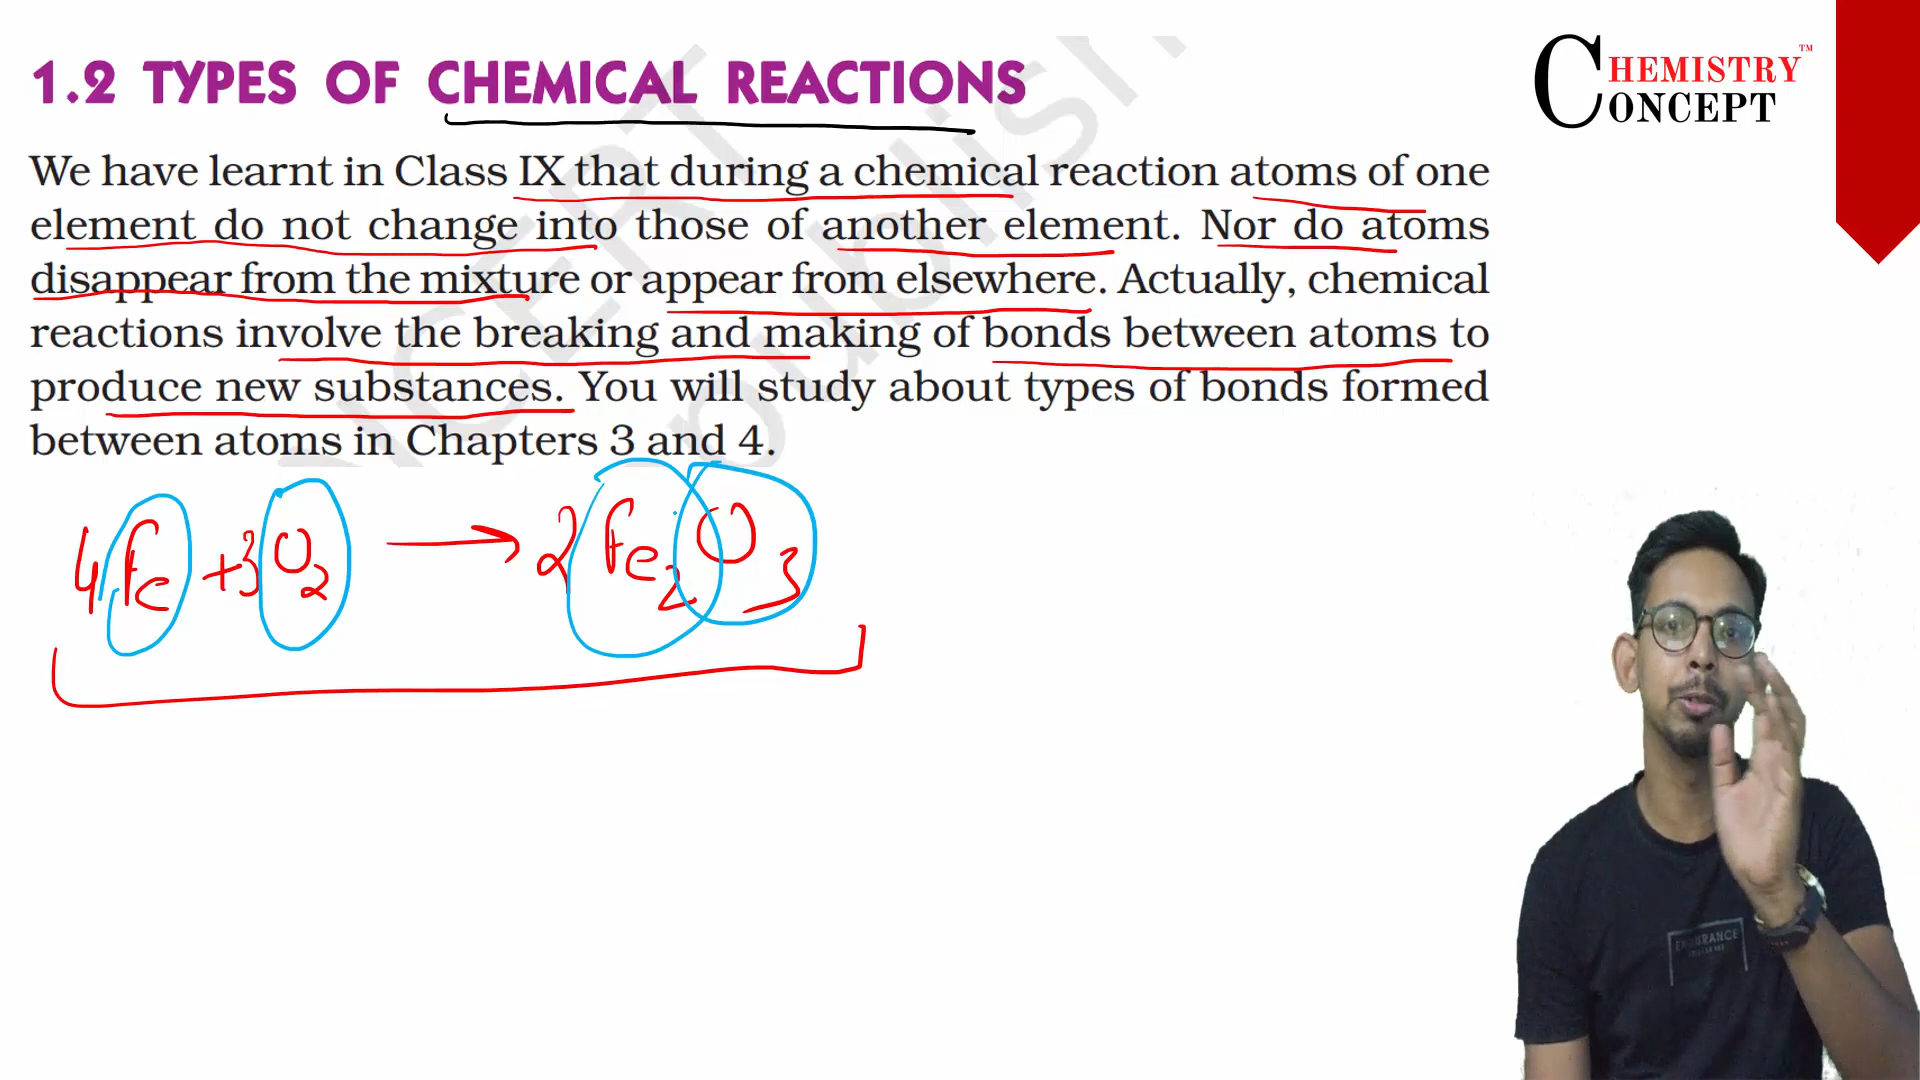 1.2 TYPES OF CHEMICAL REACTIONS
CHEMISTRY™
CONCEPT
We have learnt in Class IX that during a chemical reaction atoms of one
element do not change into those of another element. Nor do atoms
disappear from the mixture or appear from elsewhere. Actually, chemical
reactions involve the breaking and making of bonds between atoms to
produce new substances. You will study about types of bonds formed
between atoms in Chapters 3 and 4.
4Fe + 3O₂ → 2Fe₂O₃